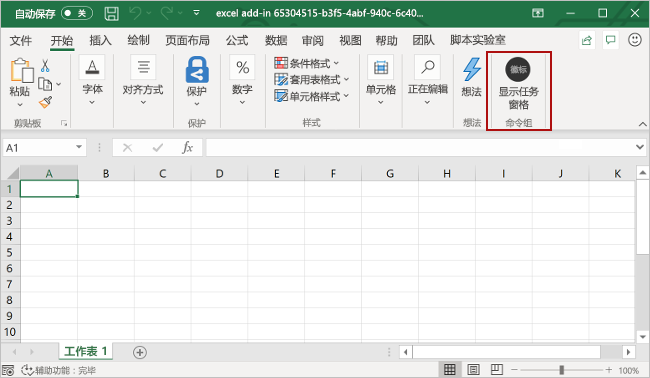 自动保存 关 excel add-in 65304515-b3f5-4abf-940c-6c40...
文件 开始 插入 绘制 页面布局 公式 数据 审阅 视图 帮助 团队 脚本实验室
粘贴 字体 对齐方式 保护 数字 条件格式 套用表格格式 单元格样式 单元格 正在编辑 想法 徽标 显示任务
窗格
剪贴板 保护 样式 想法 命令组
A1 fx
A B C D E F G H I J K
1
2
3
4
5
6
7
8
9
10
工作表 1
辅助功能：完毕 100%